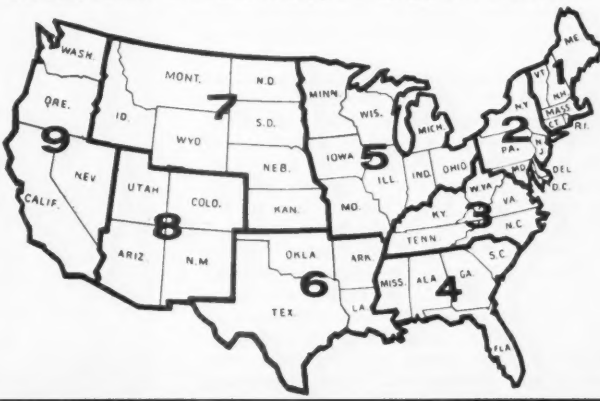 WASH.
ORE.
9
CALIF.
NEV
MONT.
N.D.
ID.
7
S.D.
WYO
NEB.
KAN.
UTAH
COLO.
8
ARIZ
N.M.
MINN.
WIS.
MICH.
IOWA
5
ILL
IND.
OHIO
MO.
OKLA.
ARK.
6
TEX.
LA.
KY.
W.VA
VA.
3
TENN
N.C
MISS.
ALA
GA.
S.C
4
FLA
N.Y
2
PA.
N.
J
MD.
DEL
D.C.
ME.
VT
1
N.H.
MASS
CT.
R.I.